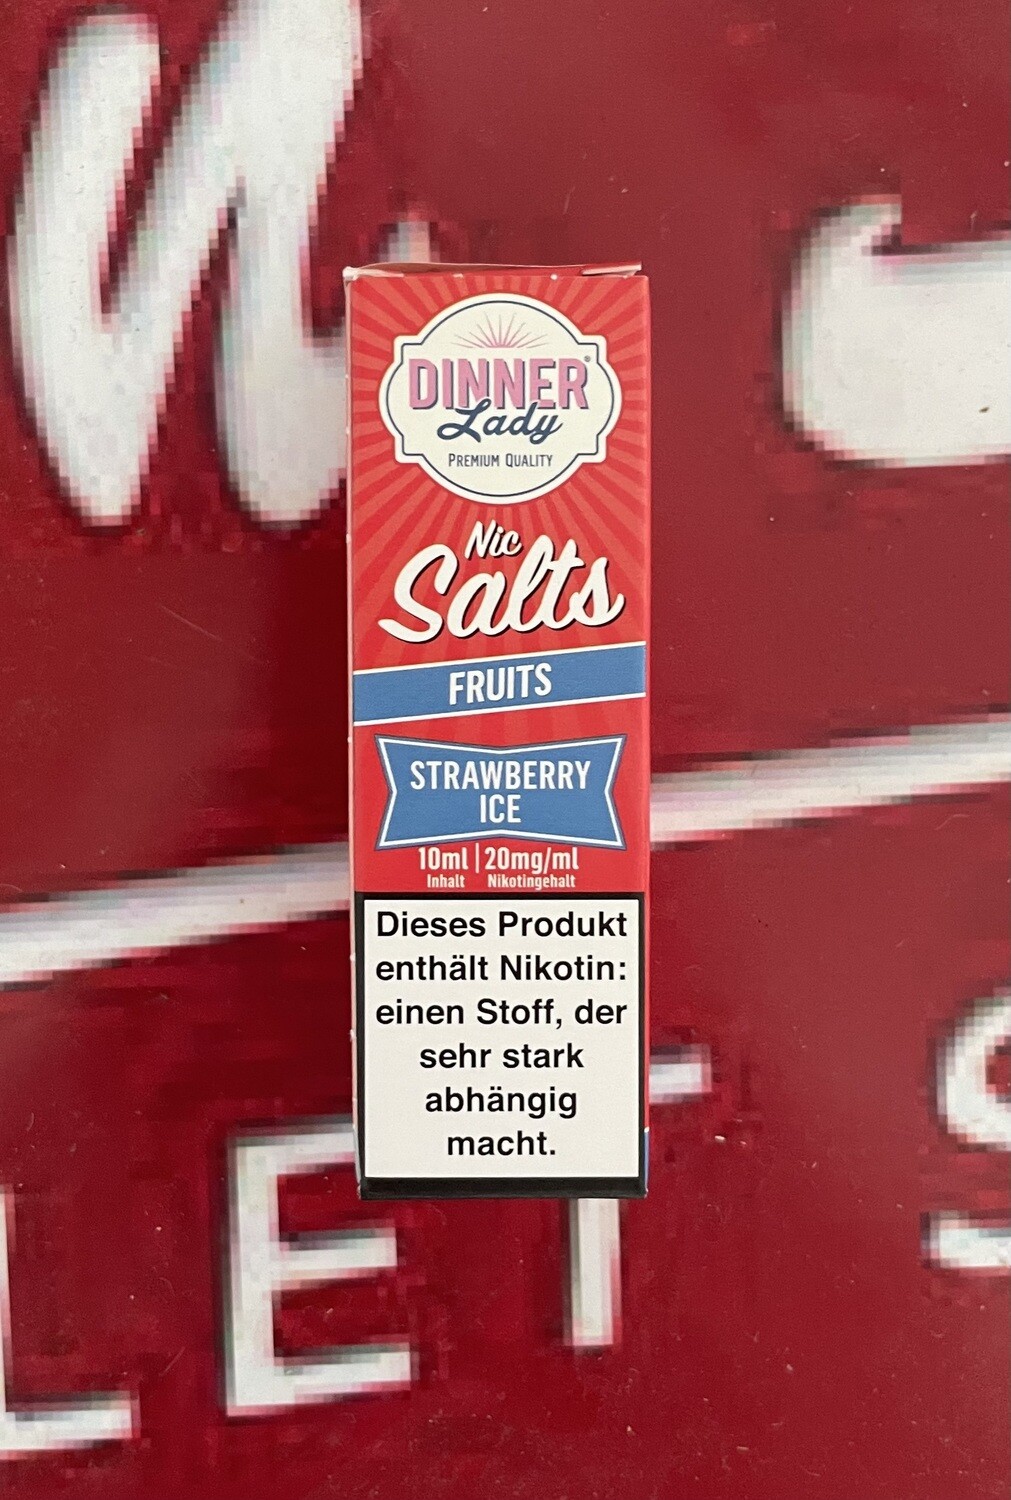 DINNER
Lady
PREMIUM QUALITY
Nic
Salts
FRUITS
STRAWBERRY
ICE
10ml | 20mg/ml
Inhalt Nikotingehalt
Dieses Produkt
enthält Nikotin:
einen Stoff, der
sehr stark
abhängig
macht.